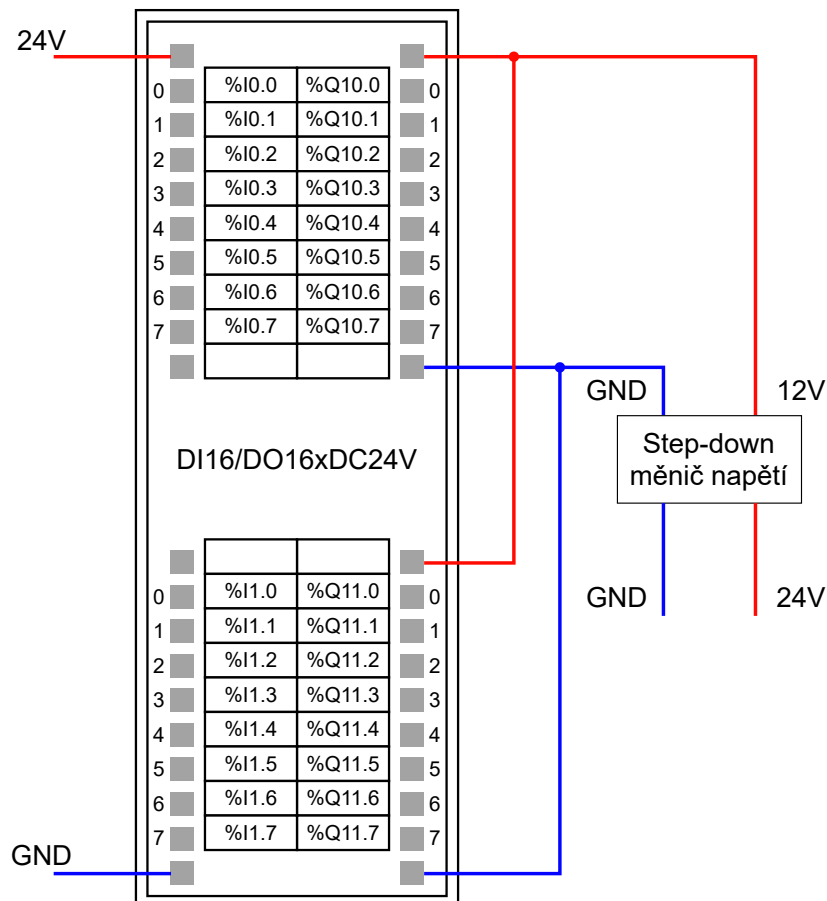 24V
0 %I0.0 %Q10.0 0
1 %I0.1 %Q10.1 1
2 %I0.2 %Q10.2 2
3 %I0.3 %Q10.3 3
4 %I0.4 %Q10.4 4
5 %I0.5 %Q10.5 5
6 %I0.6 %Q10.6 6
7 %I0.7 %Q10.7 7
GND 12V
Step-down
měnič napětí
DI16/DO16xDC24V
GND 24V
0 %I1.0 %Q11.0 0
1 %I1.1 %Q11.1 1
2 %I1.2 %Q11.2 2
3 %I1.3 %Q11.3 3
4 %I1.4 %Q11.4 4
5 %I1.5 %Q11.5 5
6 %I1.6 %Q11.6 6
7 %I1.7 %Q11.7 7
GND